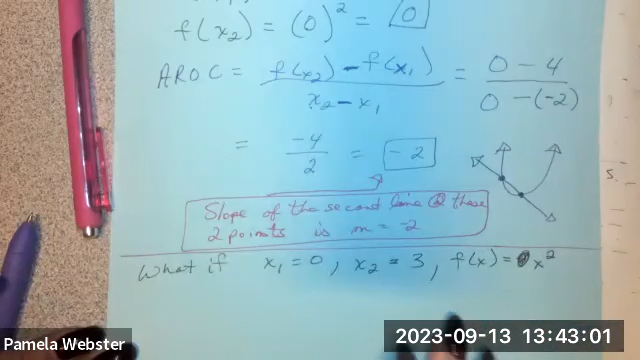 f(x₂) = (0)² = 0
AROC = f(x₂) - f(x₁) / x₂ - x₁ = 0 - 4 / 0 - (-2)
= -4 / 2 = -2
Slope of the second line @ these
2 points is m = -2
What if x₁ = 0, x₂ = 3, f(x) = x²
5.
Pamela Webster
2023-09-13 13:43:01